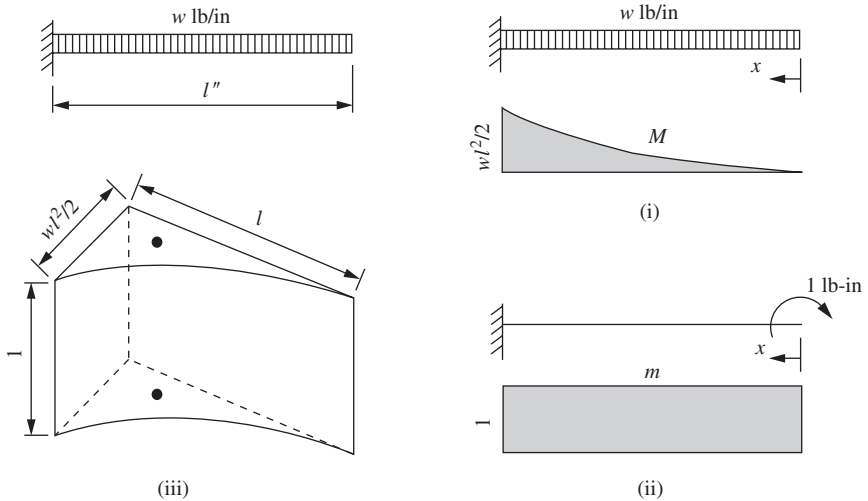 w lb/in
l″
wl²/2
l
1
(iii)
w lb/in
x
wl²/2
M
(i)
1 lb-in
x
m
1
(ii)